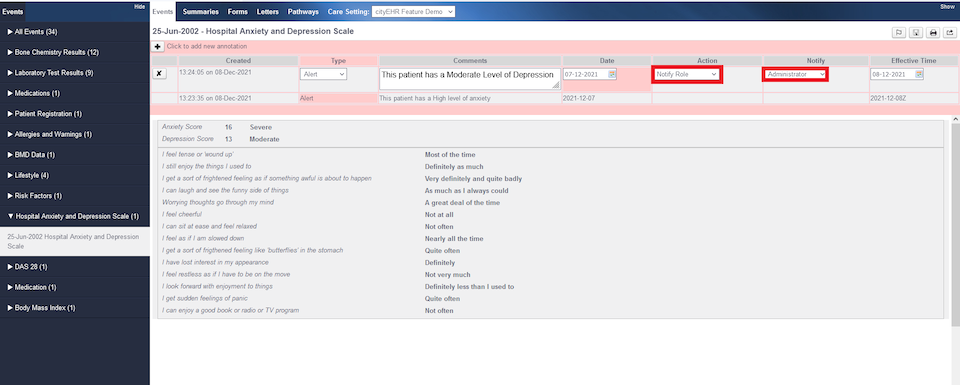 Events Hide
Events Summaries Forms Letters Pathways Care Setting: cityEHR Feature Demo Show
▶ All Events (34)
▶ Bone Chemistry Results (12)
▶ Laboratory Test Results (9)
▶ Medications (1)
▶ Patient Registration (1)
▶ Allergies and Warnings (1)
▶ BMD Data (1)
▶ Lifestyle (4)
▶ Risk Factors (1)
▼ Hospital Anxiety and Depression Scale (1)
25-Jun-2002 Hospital Anxiety and Depression
Scale
▶ DAS 28 (1)
▶ Medication (1)
▶ Body Mass Index (1)
25-Jun-2002 - Hospital Anxiety and Depression Scale
Click to add new annotation
Created Type Comments Date Action Notify Effective Time
✘ 13:24:05 on 08-Dec-2021 Alert This patient has a Moderate Level of Depression 07-12-2021 Notify Role Administrator 08-12-2021
13:23:35 on 08-Dec-2021 Alert This patient has a High level of anxiety 2021-12-07 2021-12-08Z
Anxiety Score 16 Severe
Depression Score 13 Moderate
I feel tense or 'wound up' Most of the time
I still enjoy the things I used to Definitely as much
I get a sort of frightened feeling as if something awful is about to happen Very definitely and quite badly
I can laugh and see the funny side of things As much as I always could
Worrying thoughts go through my mind A great deal of the time
I feel cheerful Not at all
I can sit at ease and feel relaxed Not often
I feel as if I am slowed down Nearly all the time
I get a sort of frigthened feeling like 'butterflies' in the stomach Quite often
I have lost interest in my appearance Definitely
I feel restless as if I have to be on the move Not very much
I look forward with enjoyment to things Definitely less than I used to
I get sudden feelings of panic Quite often
I can enjoy a good book or radio or TV program Not often